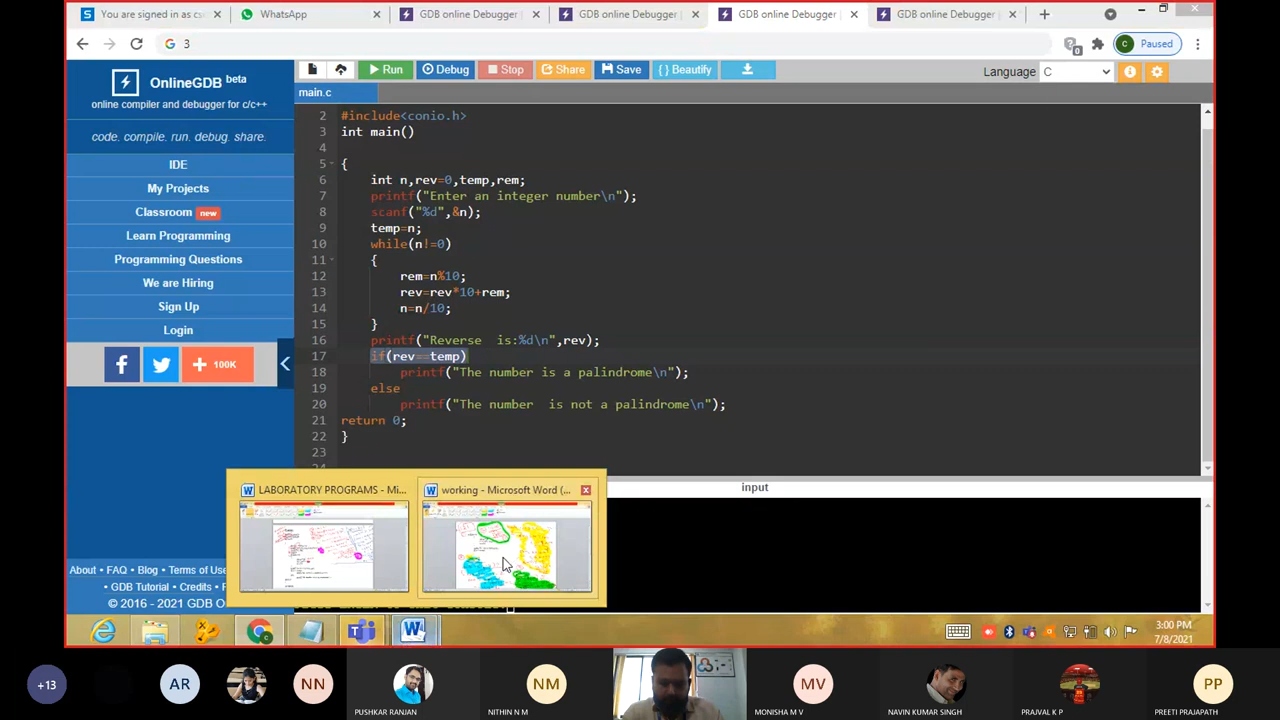 You are signed in as cse
WhatsApp
GDB online Debugger
GDB online Debugger
GDB online Debugger
GDB online Debugger
3
Paused
OnlineGDB beta
online compiler and debugger for c/c++
code. compile. run. debug. share.
IDE
My Projects
Classroom new
Learn Programming
Programming Questions
We are Hiring
Sign Up
Login
100K
About • FAQ • Blog • Terms of Use
• GDB Tutorial • Credits •
© 2016 - 2021 GDB O
Run Debug Stop Share Save { } Beautify
Language C
main.c
2 #include<conio.h>
3 int main()
4
5 {
6 int n,rev=0,temp,rem;
7 printf("Enter an integer number\n");
8 scanf("%d",&n);
9 temp=n;
10 while(n!=0)
11 {
12 rem=n%10;
13 rev=rev*10+rem;
14 n=n/10;
15 }
16 printf("Reverse  is:%d\n",rev);
17 if(rev==temp)
18 printf("The number is a palindrome\n");
19 else
20 printf("The number  is not a palindrome\n");
21 return 0;
22 }
23
input
LABORATORY PROGRAMS - Mi...
working - Microsoft Word (...
3:00 PM
7/8/2021
+13
AR
NN
PUSHKAR RANJAN
NM
NITHIN N M
MV
MONISHA M V
NAVIN KUMAR SINGH
PRAJVAL K P
PP
PREETI PRAJAPATH